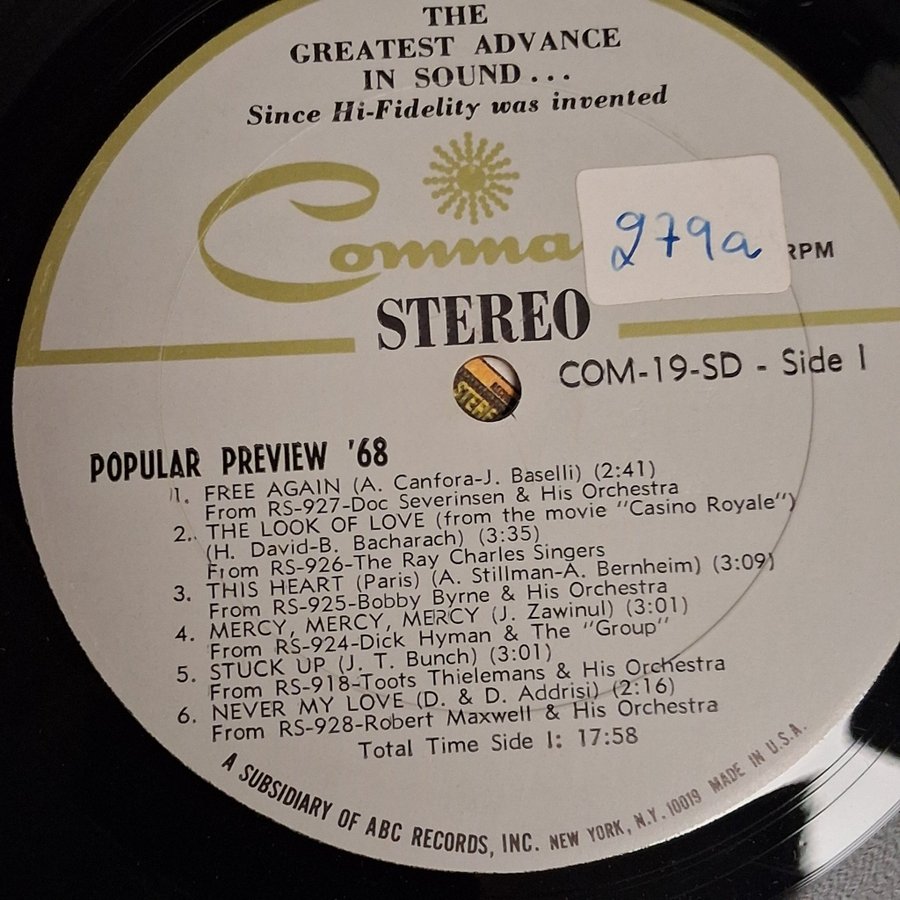 THE
GREATEST ADVANCE
IN SOUND...
Since Hi-Fidelity was invented
Comma
279a
RPM
STEREO
STERE
COM-19-SD - Side 1
POPULAR PREVIEW '68
1. FREE AGAIN (A. Canfora-J. Baselli) (2:41)
From RS-927-Doc Severinsen & His Orchestra
2. THE LOOK OF LOVE (from the movie "Casino Royale")
(H. David-B. Bacharach) (3:35)
From RS-926-The Ray Charles Singers
3. THIS HEART (Paris) (A. Stillman-A. Bernheim) (3:09)
From RS-925-Bobby Byrne & His Orchestra
4. MERCY, MERCY, MERCY (J. Zawinul) (3:01)
From RS-924-Dick Hyman & The "Group"
5. STUCK UP (J. T. Bunch) (3:01)
From RS-918-Toots Thielemans & His Orchestra
6. NEVER MY LOVE (D. & D. Addrisi) (2:16)
From RS-928-Robert Maxwell & His Orchestra
Total Time Side 1: 17:58
A SUBSIDIARY OF ABC RECORDS, INC. NEW YORK, N.Y. 10019 MADE IN U.S.A.